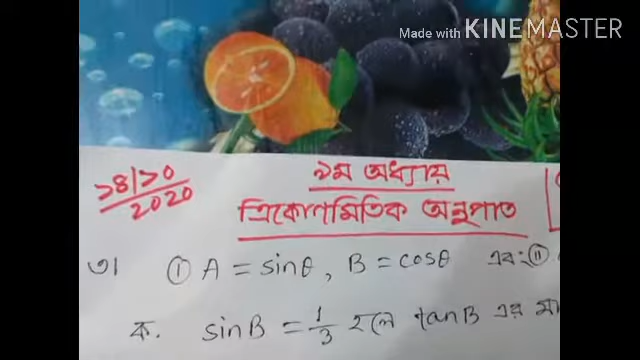 Made with KINEMASTER
৯ম অধ্যায়
১৪/১০/2020
ত্রিকোণমিতিক অনুপাত
৩। ① A = sinθ, B = cosθ এবং ⑪
ক. sinB = 1/3 হলে tanB এর